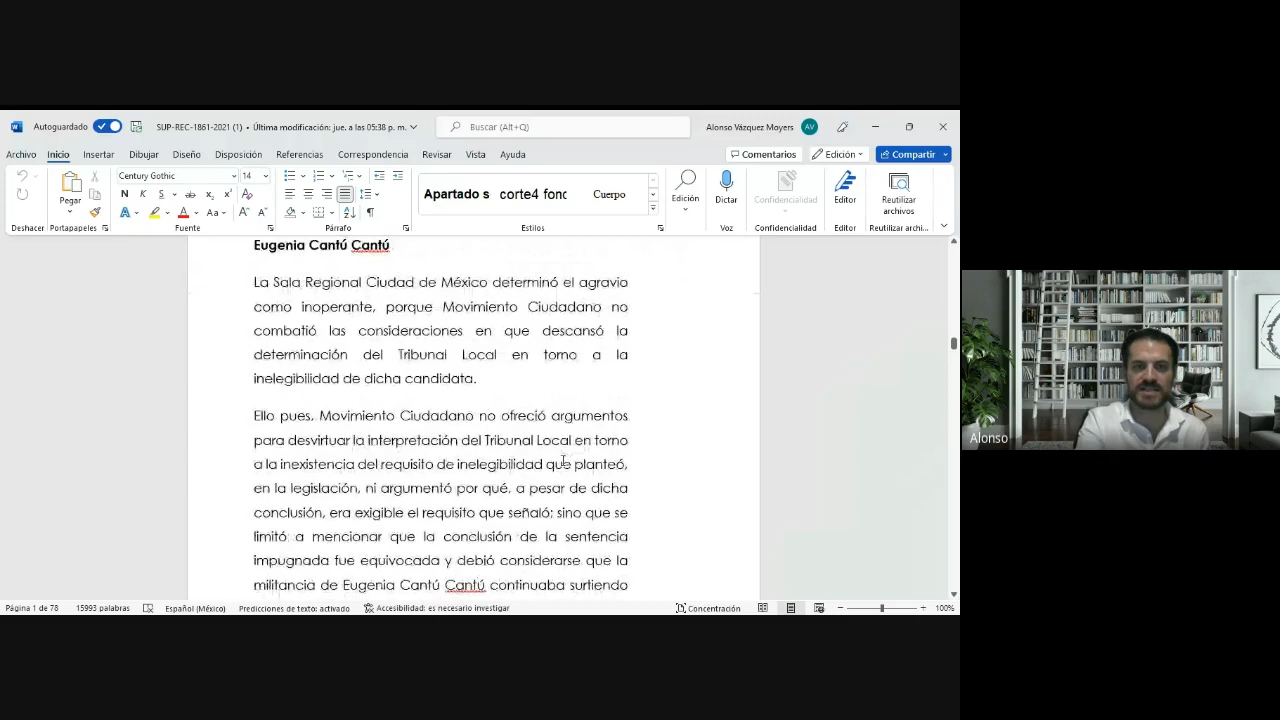 Autoguardado SUP-REC-1861-2021 (1) • Última modificación: jue. a las 05:38 p. m. Buscar (Alt+Q) Alonso Vázquez Moyers AV
Archivo Inicio Insertar Dibujar Diseño Disposición Referencias Correspondencia Revisar Vista Ayuda Comentarios Edición Compartir
Century Gothic 14
Pegar
N K S ab x₂ x²
A A Aa A A
Apartado s corte4 fonc Cuerpo
Edición Dictar Confidencialidad Editor Reutilizar archivos
Deshacer Portapapeles Fuente Párrafo Estilos Voz Confidencialidad Editor Reutilizar archi...
Eugenia Cantú Cantú
La Sala Regional Ciudad de México determinó el agravio
como inoperante, porque Movimiento Ciudadano no
combatió las consideraciones en que descansó la
determinación del Tribunal Local en torno a la
inelegibilidad de dicha candidata.
Ello pues, Movimiento Ciudadano no ofreció argumentos
para desvirtuar la interpretación del Tribunal Local en torno
a la inexistencia del requisito de inelegibilidad que planteó,
en la legislación, ni argumentó por qué, a pesar de dicha
conclusión, era exigible el requisito que señaló; sino que se
limitó a mencionar que la conclusión de la sentencia
impugnada fue equivocada y debió considerarse que la
militancia de Eugenia Cantú Cantú continuaba surtiendo
Página 1 de 78 15993 palabras Español (México) Predicciones de texto: activado Accesibilidad: es necesario investigar Concentración 100%
Alonso